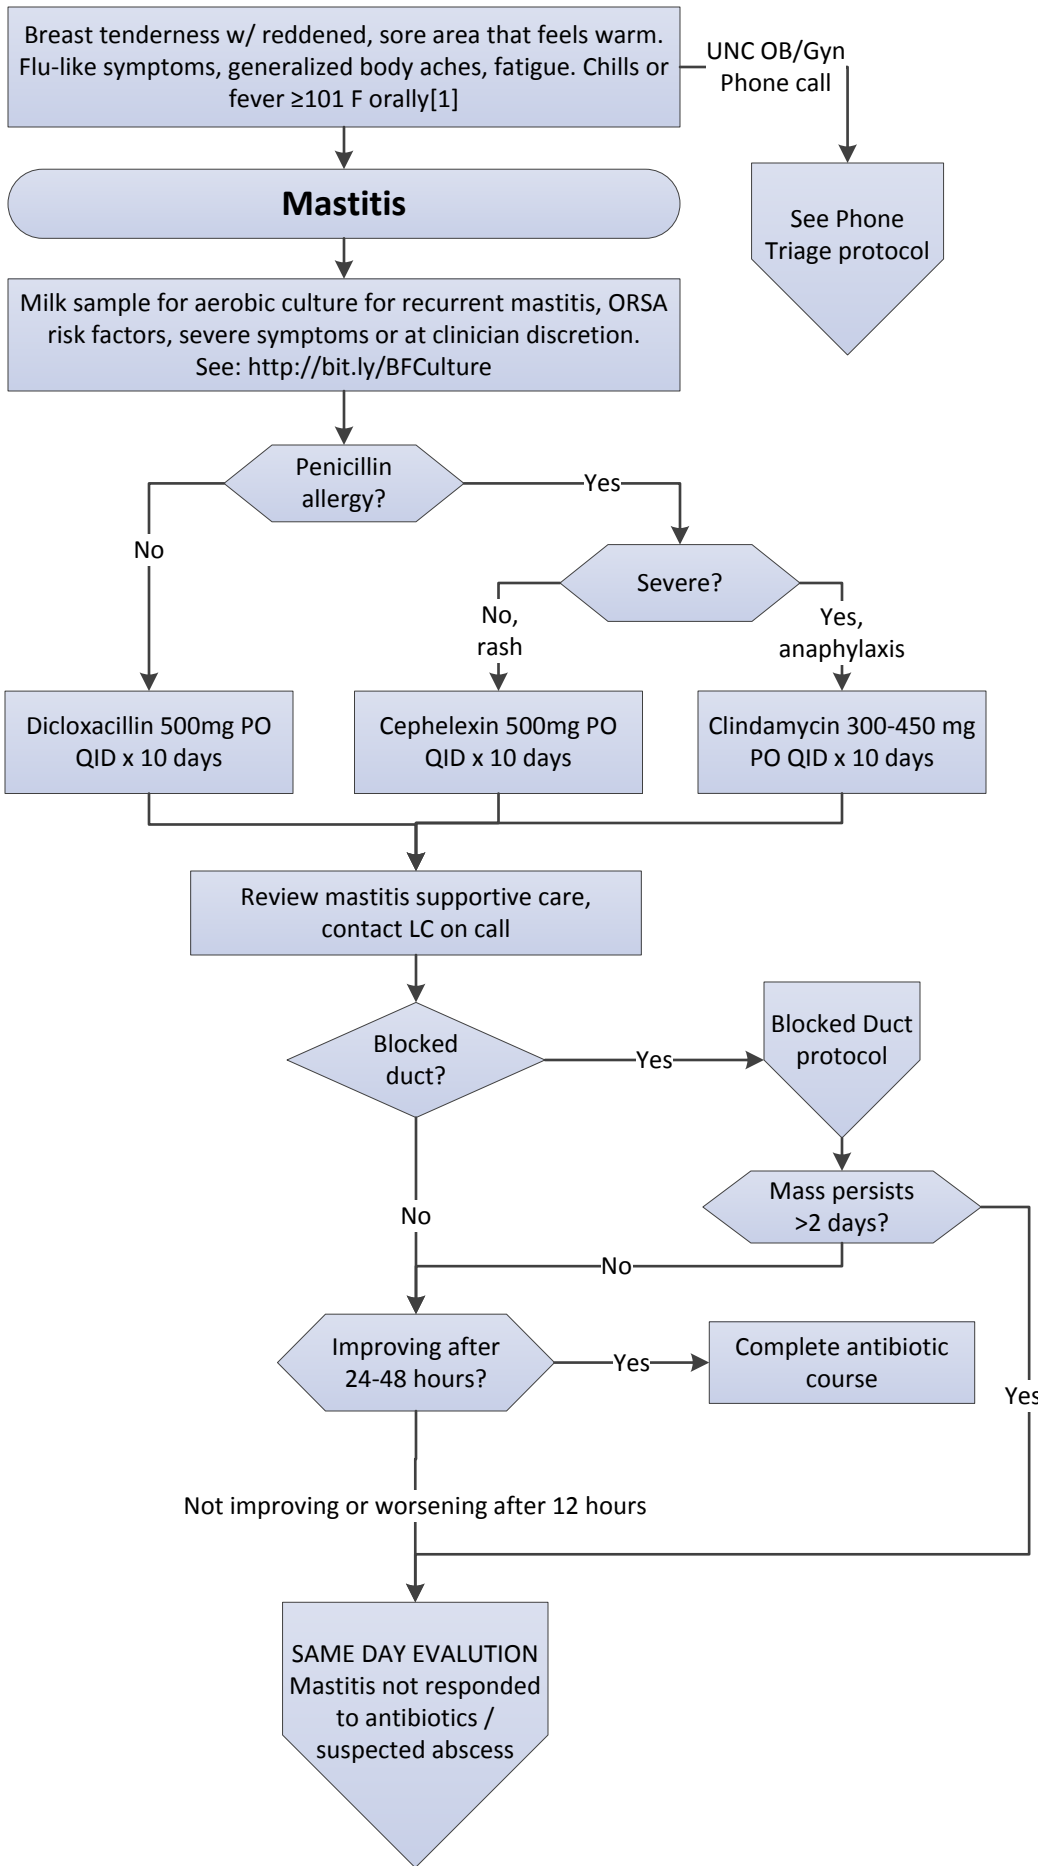 Breast tenderness w/ reddened, sore area that feels warm.
Flu-like symptoms, generalized body aches, fatigue. Chills or
fever ≥101 F orally[1]
UNC OB/Gyn
Phone call
Mastitis
See Phone
Triage protocol
Milk sample for aerobic culture for recurrent mastitis, ORSA
risk factors, severe symptoms or at clinician discretion.
See: http://bit.ly/BFCulture
Penicillin
allergy?
Yes
No
Severe?
No,
rash
Yes,
anaphylaxis
Dicloxacillin 500mg PO
QID x 10 days
Cephelexin 500mg PO
QID x 10 days
Clindamycin 300-450 mg
PO QID x 10 days
Review mastitis supportive care,
contact LC on call
Blocked
duct?
Yes
Blocked Duct
protocol
Mass persists
>2 days?
No
No
Improving after
24-48 hours?
Yes
Complete antibiotic
course
Yes
Not improving or worsening after 12 hours
SAME DAY EVALUTION
Mastitis not responded
to antibiotics /
suspected abscess